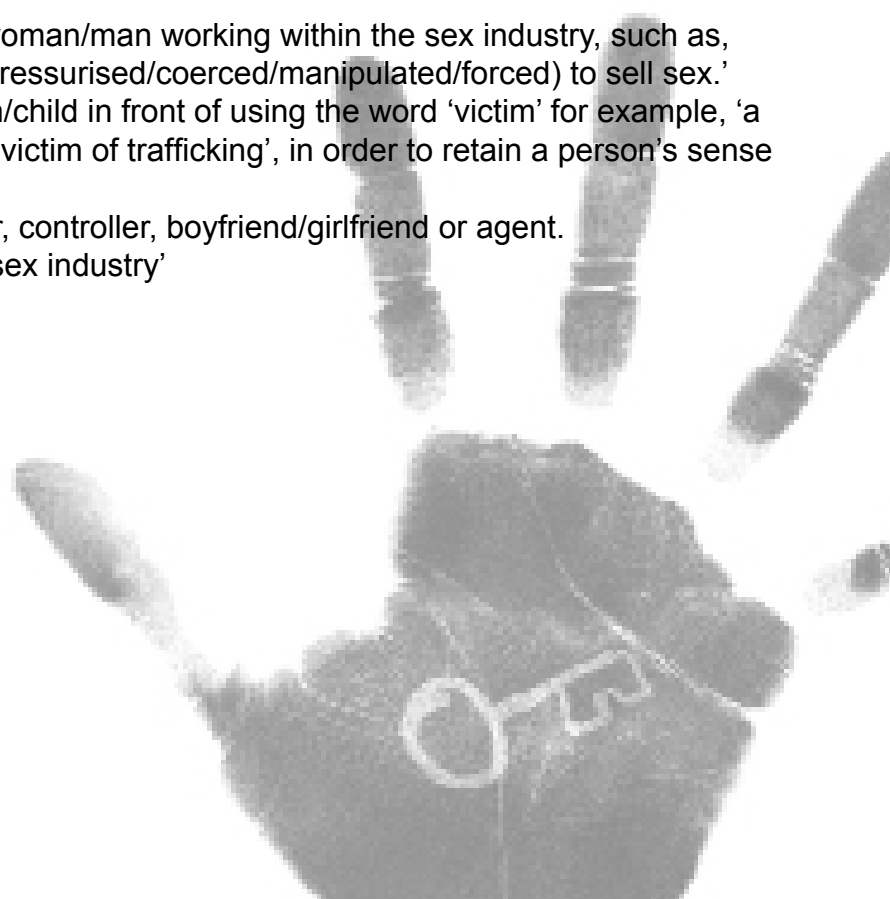 oman/man working within the sex industry, such as,
ressurised/coerced/manipulated/forced) to sell sex.’
/child in front of using the word ‘victim’ for example, ‘a
victim of trafficking’, in order to retain a person’s sense
, controller, boyfriend/girlfriend or agent.
sex industry’